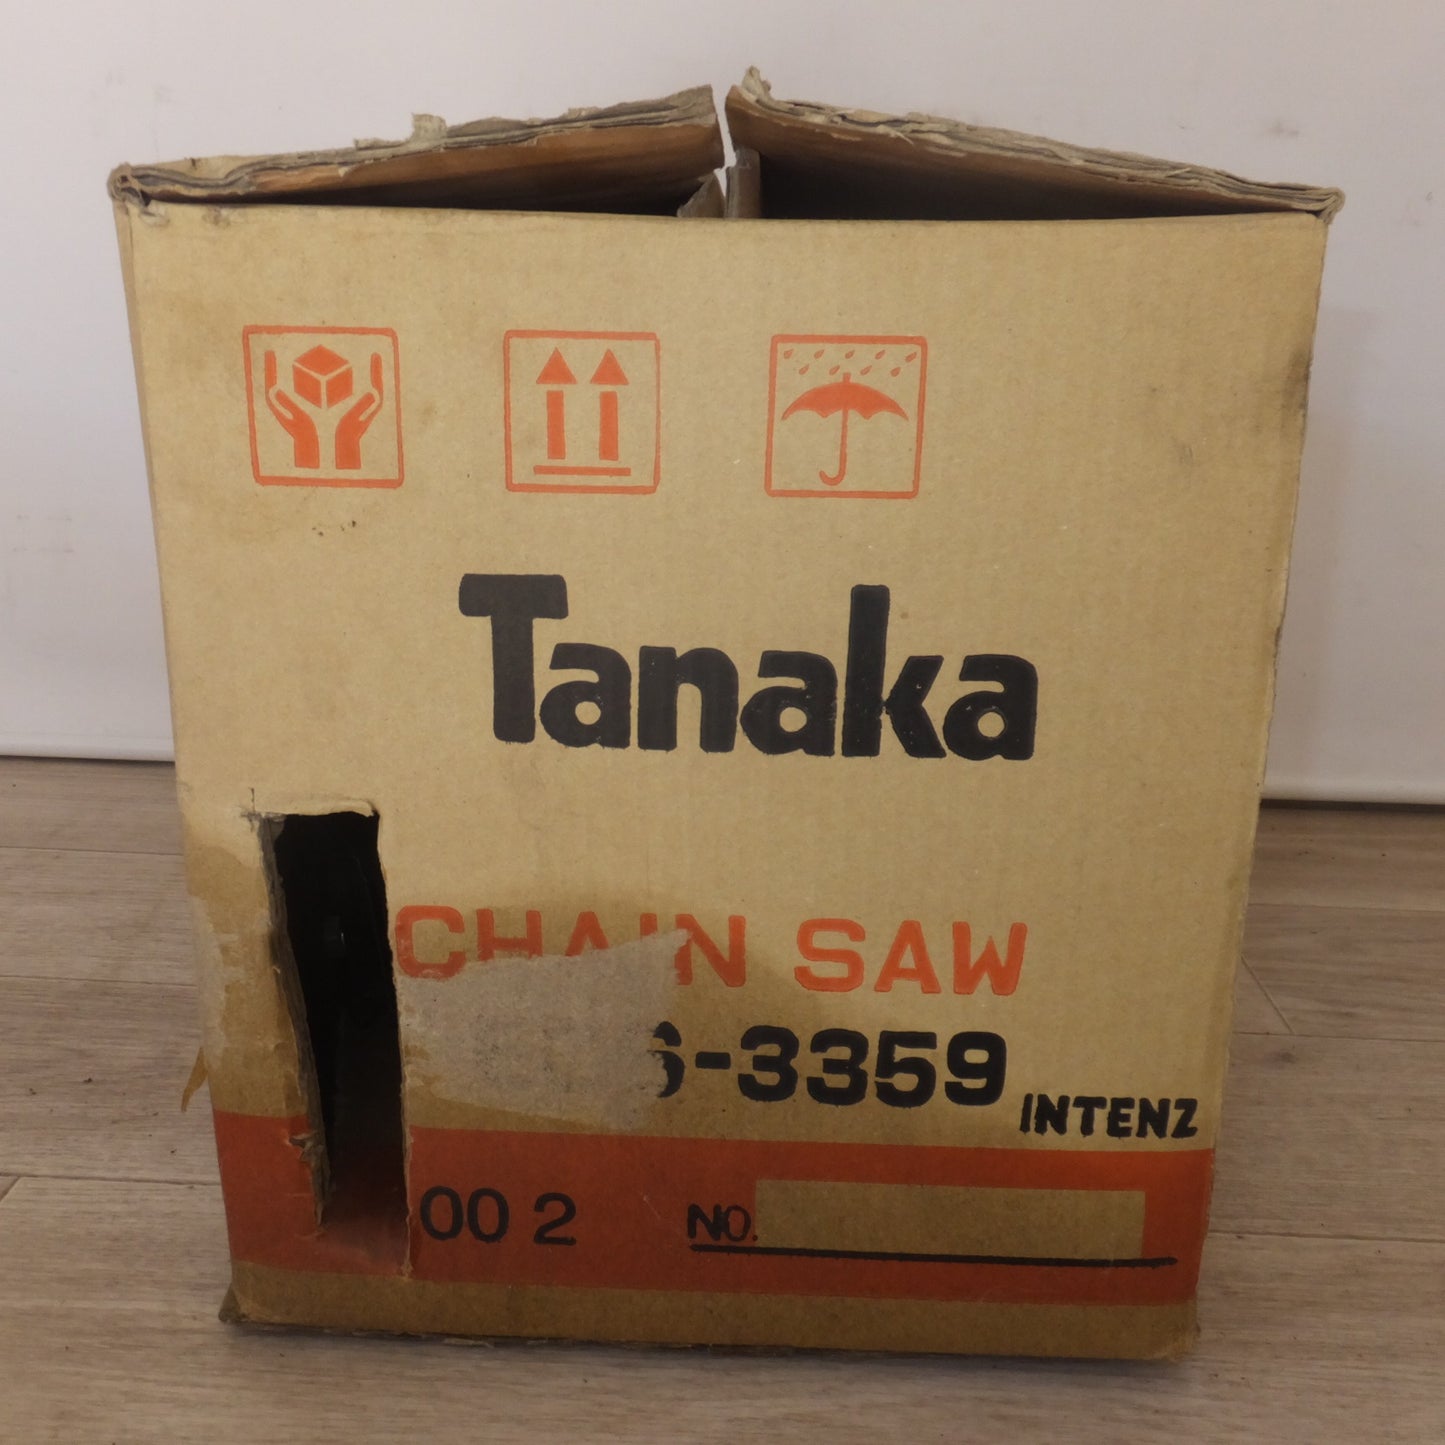 Tanaka
CHAIN SAW
-3359
INTENZ
00 2
NO.